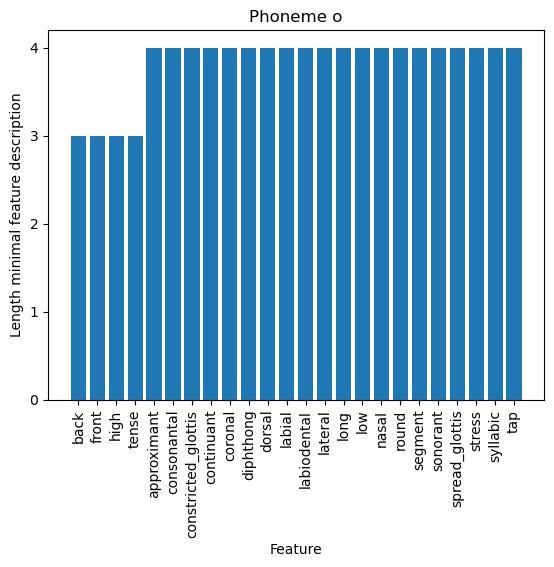 Phoneme o
Length minimal feature description
4
3
2
1
0
back
front
high
tense
approximant
consonantal
constricted_glottis
continuant
coronal
diphthong
dorsal
labial
labiodental
lateral
long
low
nasal
round
segment
sonorant
spread_glottis
stress
syllabic
tap
Feature